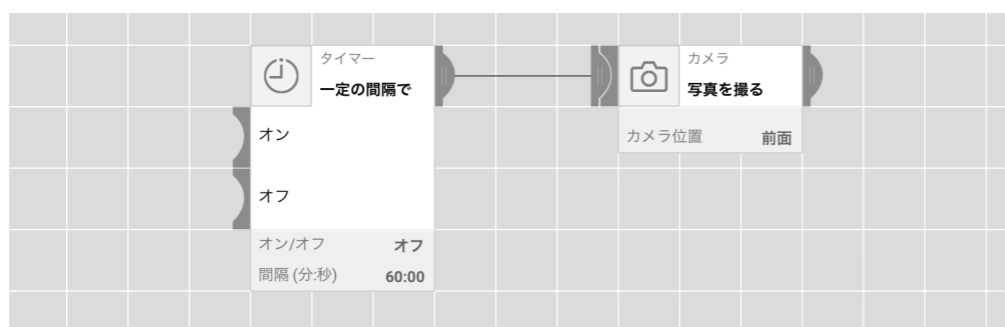 タイマー
一定の間隔で
オン
オフ
オン/オフ オフ
間隔 (分:秒) 60:00
カメラ
写真を撮る
カメラ位置 前面